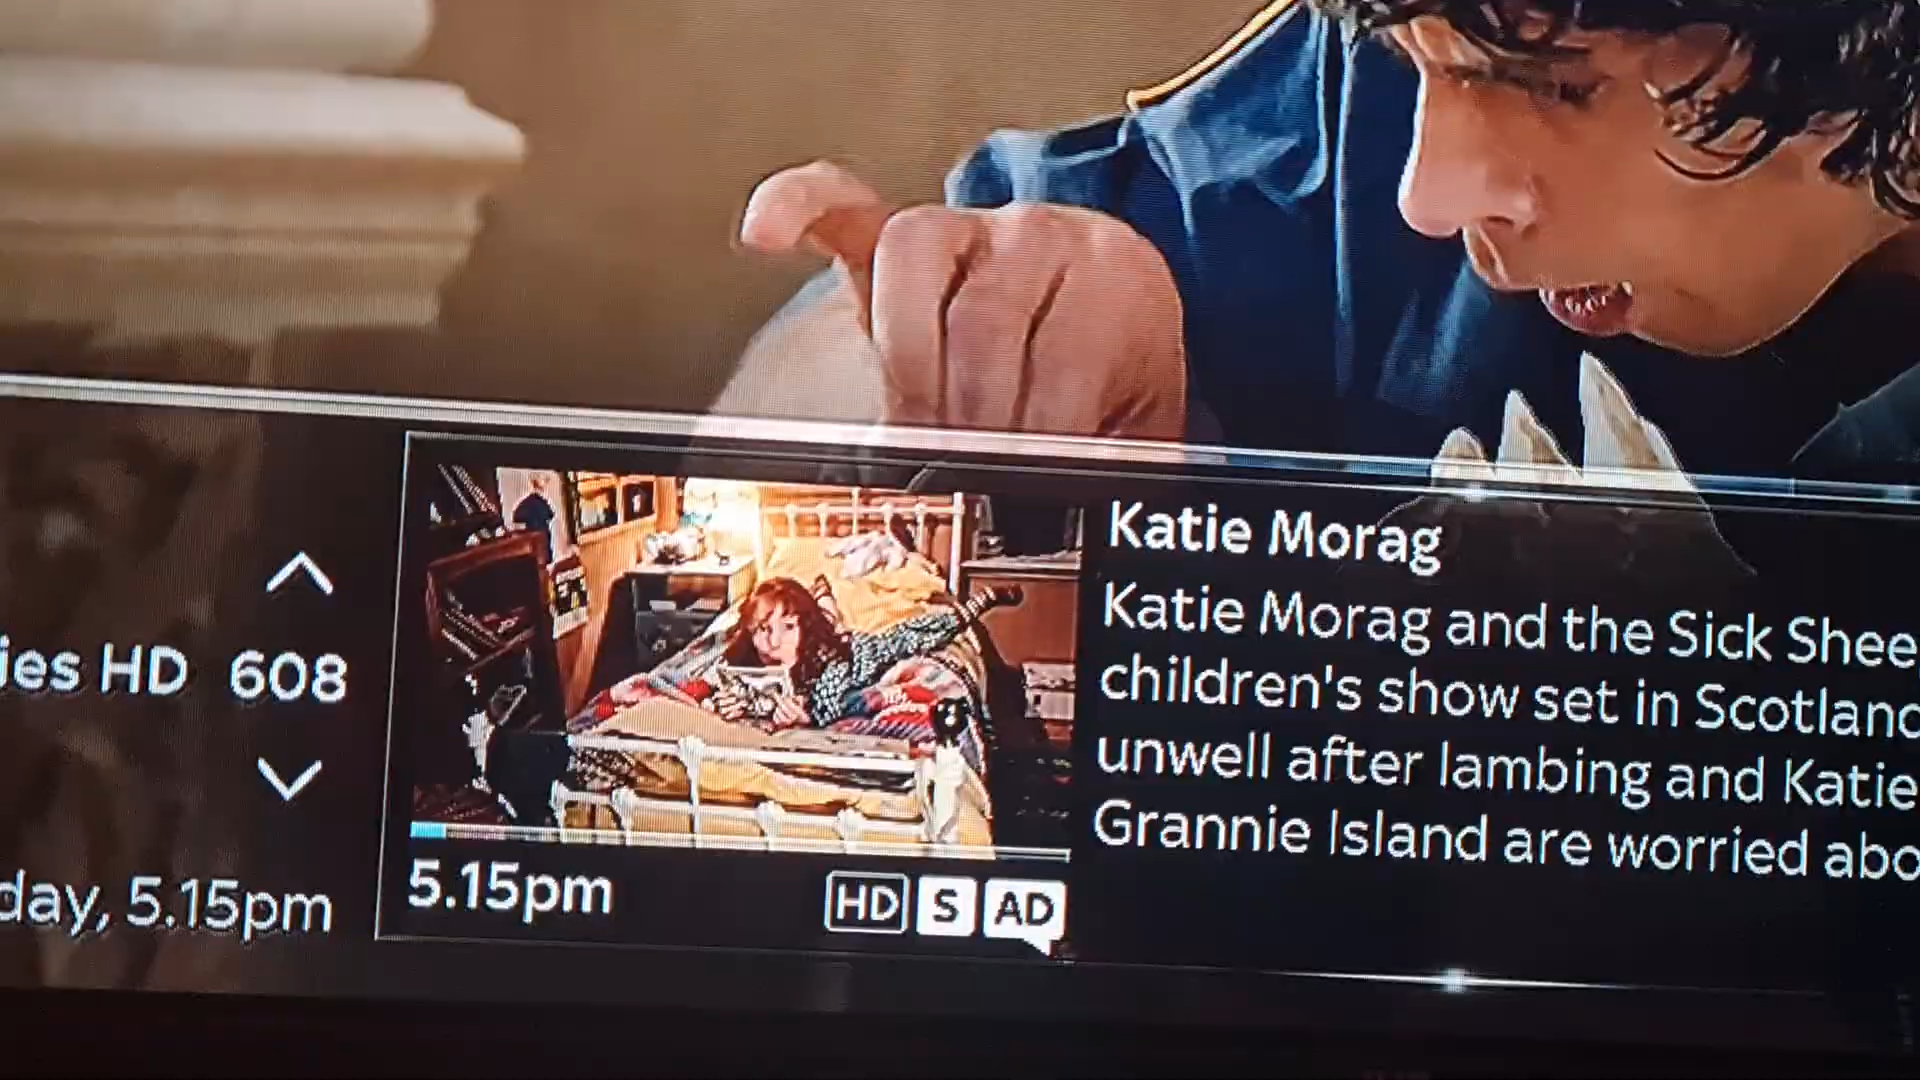 Katie Morag
Katie Morag and the Sick Shee
children's show set in Scotland
unwell after lambing and Katie
Grannie Island are worried abo
ies HD 608
day, 5.15pm
5.15pm
HD S AD